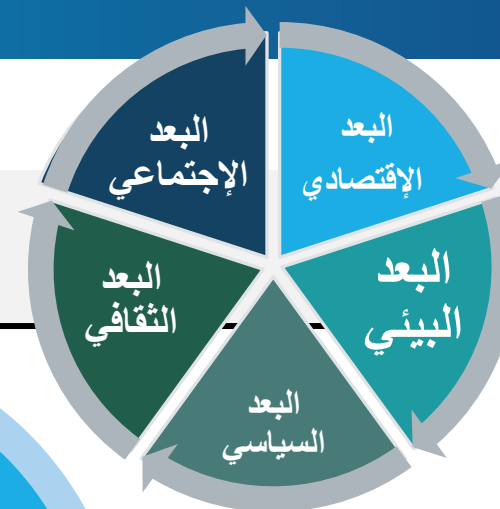 البعد
الإقتصادي
البعد
البيئي
البعد
السياسي
البعد
الثقافي
البعد
الإجتماعي